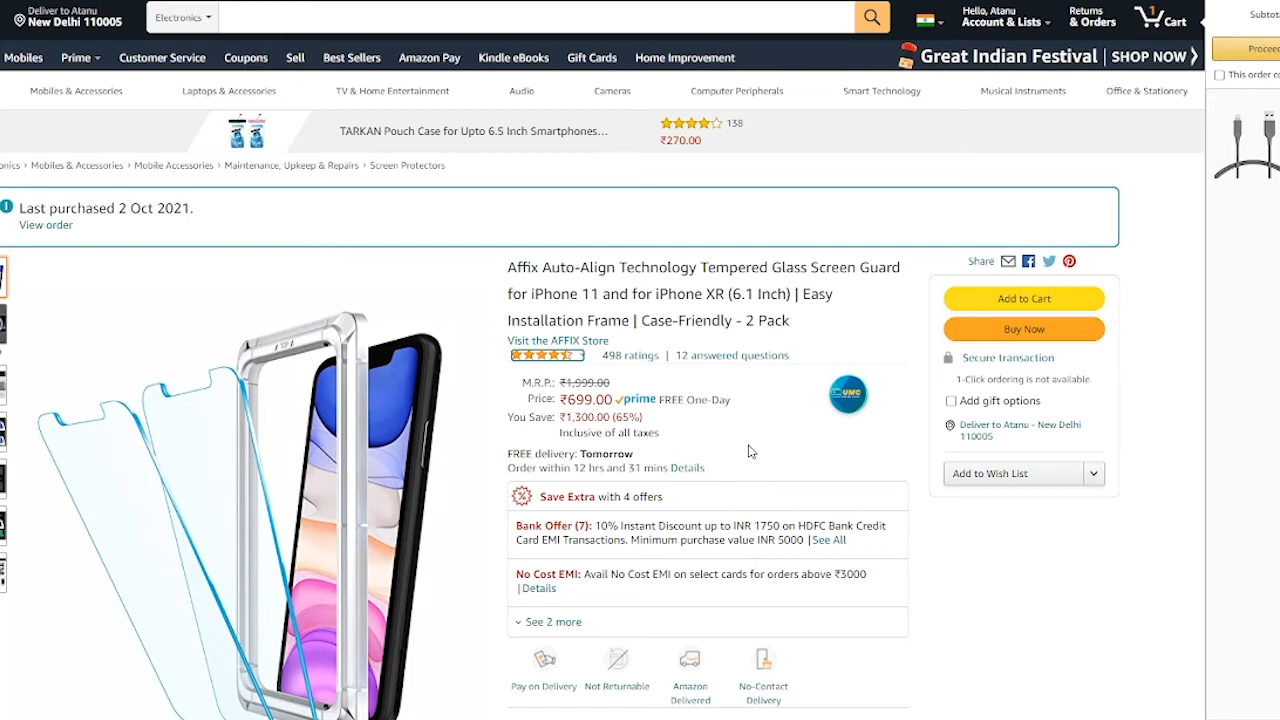 Deliver to Atanu
New Delhi 110005
Electronics
Hello, Atanu
Account & Lists
Returns
& Orders
1
Cart
Mobiles
Prime
Customer Service
Coupons
Sell
Best Sellers
Amazon Pay
Kindle eBooks
Gift Cards
Home Improvement
Great Indian Festival | SHOP NOW
Mobiles & Accessories
Laptops & Accessories
TV & Home Entertainment
Audio
Cameras
Computer Peripherals
Smart Technology
Musical Instruments
Office & Stationery
TARKAN Pouch Case for Upto 6.5 Inch Smartphones...
138
₹270.00
onics › Mobiles & Accessories › Mobile Accessories › Maintenance, Upkeep & Repairs › Screen Protectors
Last purchased 2 Oct 2021.
View order
Affix Auto-Align Technology Tempered Glass Screen Guard
for iPhone 11 and for iPhone XR (6.1 Inch) | Easy
Installation Frame | Case-Friendly - 2 Pack
Visit the AFFIX Store
498 ratings | 12 answered questions
M.R.P.: ₹1,999.00
Price: ₹699.00 prime FREE One-Day
You Save: ₹1,300.00 (65%)
Inclusive of all taxes
UMC
FREE delivery: Tomorrow
Order within 12 hrs and 31 mins Details
Save Extra with 4 offers
Bank Offer (7): 10% Instant Discount up to INR 1750 on HDFC Bank Credit
Card EMI Transactions. Minimum purchase value INR 5000 | See All
No Cost EMI: Avail No Cost EMI on select cards for orders above ₹3000
| Details
See 2 more
Pay on Delivery
Not Returnable
Amazon
Delivered
No-Contact
Delivery
TOP
Share
Add to Cart
Buy Now
Secure transaction
1-Click ordering is not available.
Add gift options
Deliver to Atanu - New Delhi
110005
Add to Wish List
Subtot
Proceed
This order co